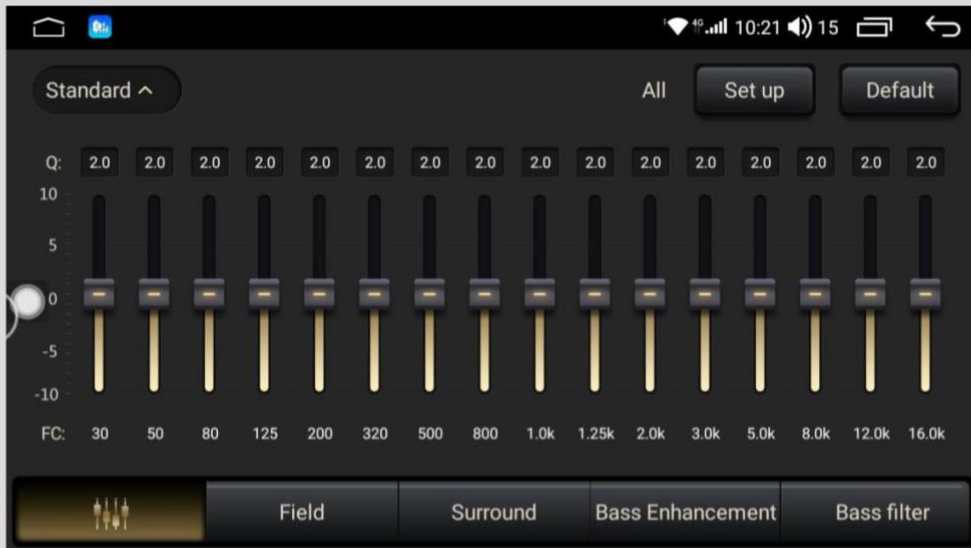 4G 10:21 15
Standard All Set up Default
Q: 2.0 2.0 2.0 2.0 2.0 2.0 2.0 2.0 2.0 2.0 2.0 2.0 2.0 2.0 2.0 2.0
10
5
0
-5
-10
FC: 30 50 80 125 200 320 500 800 1.0k 1.25k 2.0k 3.0k 5.0k 8.0k 12.0k 16.0k
Field Surround Bass Enhancement Bass filter